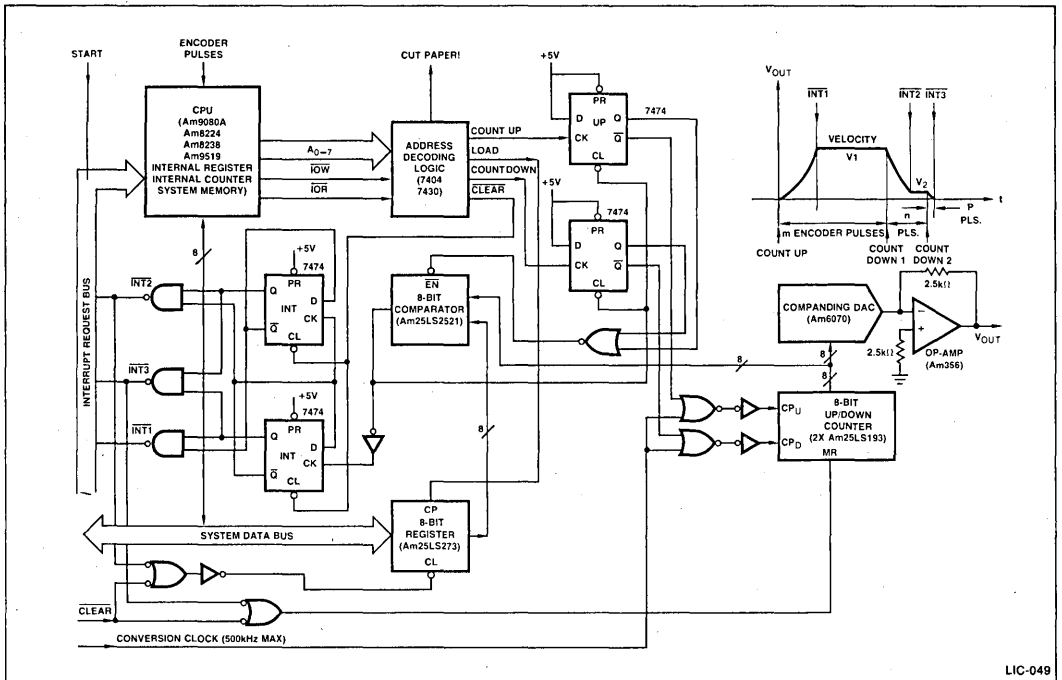 START
ENCODER
PULSES
CUT PAPER!
CPU
(Am9080A
Am8224
Am8238
Am9519
INTERNAL REGISTER
INTERNAL COUNTER
SYSTEM MEMORY)
A0–7
IOW
IOR
ADDRESS
DECODING
LOGIC
(7404
7430)
COUNT UP
LOAD
COUNT DOWN
CLEAR
+5V
PR
D UP Q
7474
CK
Q
CL
+5V
7474
PR
D Q
Q
CK
CL
VOUT
INT1
INT2 INT3
VELOCITY
V1
V2
t
m ENCODER PULSES
n
PLS.
P
PLS.
COUNT UP
COUNT
DOWN 1
COUNT
DOWN 2
2.5kΩ
COMPANDING DAC
(Am6070)
–
+
VOUT
OP-AMP
(Am356)
2.5kΩ
8
8
8
8-BIT
UP/DOWN
COUNTER
(2X Am25LS193)
CPU
CPD
MR
INTERRUPT REQUEST BUS
INT2
INT3
INT1
8
+5V
7474
PR
Q D
INT
CK
Q
CL
+5V
7474
PR
Q D
INT
Q CK
CL
EN
8-BIT
COMPARATOR
(Am25LS2521)
8
CP
8-BIT
REGISTER
(Am25LS273)
CL
SYSTEM DATA BUS
CLEAR
CONVERSION CLOCK (500kHz MAX)
LIC-049